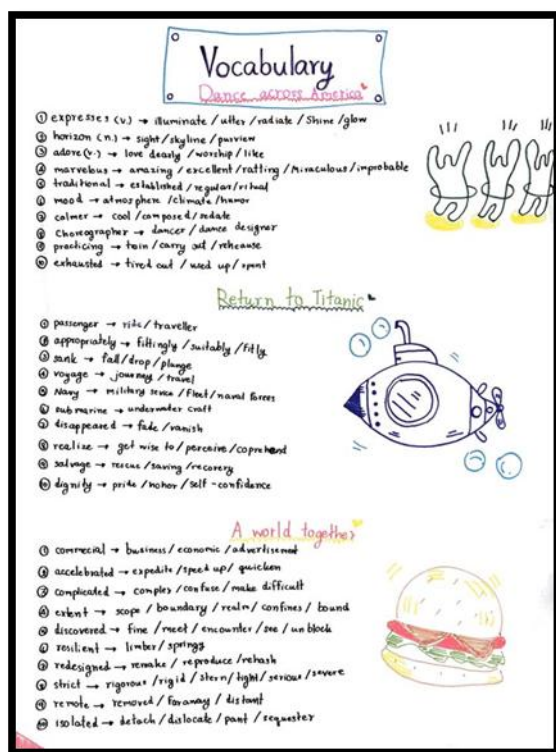 Vocabulary
Dance across America
① expresses (v.) → illuminate / utter / radiate / Shine / glow
② horizon (n.) → sight / skyline / purview
③ adore (v.) → love dearly / worship / like
④ marvelous → amazing / excellent / ratting / Miraculous / improbable
⑤ traditional → established / regular / ritual
⑥ mood → atmosphere / climate / humor
⑦ calmer → cool / composed / sedate
⑧ Choreographer → dancer / dance designer
⑨ practicing → / carry out / rehearse
⑩ exhausted → tired out / used up / spent
Return to Titanic
① passenger → ride / traveller
② appropriately → fittingly / suitably / fitly
③ sank → fall / drop / plunge
④ voyage → journey / travel
⑤ Navy → military / Fleet / naval forces
⑥ submarine → underwater craft
⑦ disappeared → fade / vanish
⑧ realize → get wise to / perceive / coprehend
⑨ salvage → rescue / saving / recovery
⑩ dignity → pride / honor / self-confidence
A world together
① commercial → business / economic / advertisement
② accelerated → expedite / speed up / quicken
③ complicated → complex / confuse / make difficult
④ extent → scope / boundary / realm / confines / bound
⑤ discovered → fine / meet / encounter / see / unblock
⑥ resilient → limber / springy
⑦ redesigned → remake / reproduce / rehash
⑧ strict → rigorous / rigid / stern / tight / serious / severe
⑨ remote → removed / faraway / distant
⑩ isolated → detach / dislocate / / sequester